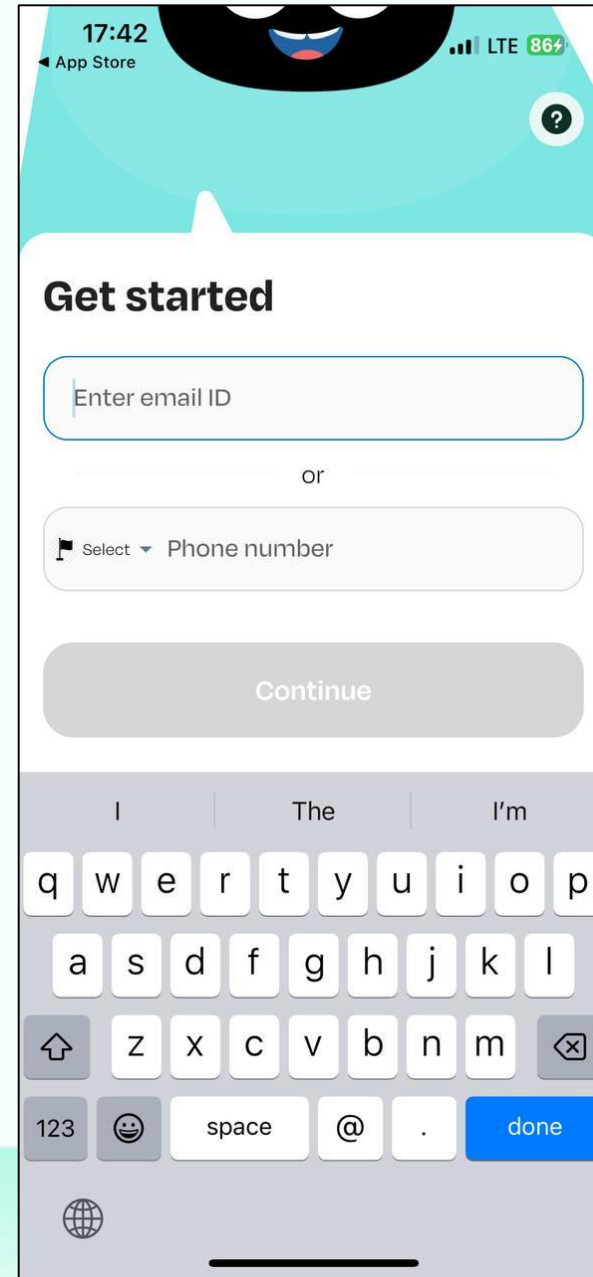 17:42
App Store
LTE 86
?
Get started
Enter email ID
or
Select Phone number
Continue
I The I'm
q w e r t y u i o p
a s d f g h j k l
z x c v b n m
123 space @ . done